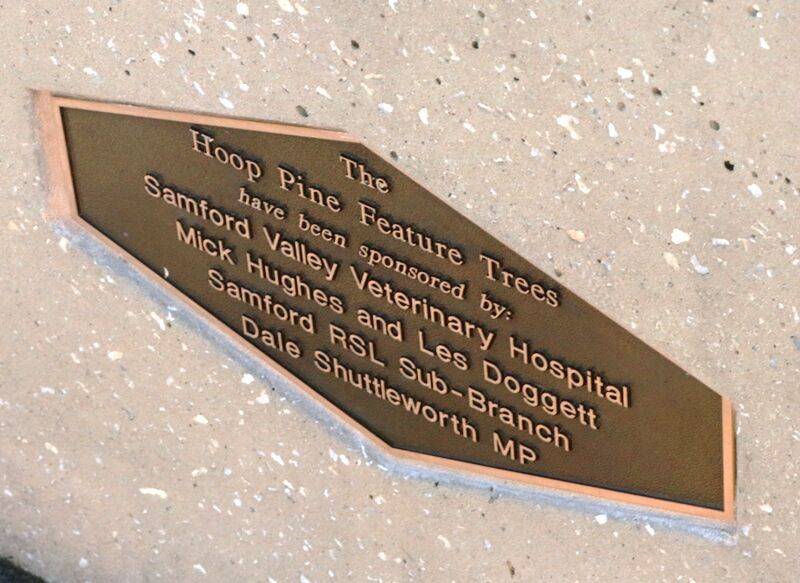 The
Hoop Pine Feature Trees
have been sponsored by:
Samford Valley Veterinary Hospital
Mick Hughes and Les Doggett
Samford RSL Sub-Branch
Dale Shuttleworth MP